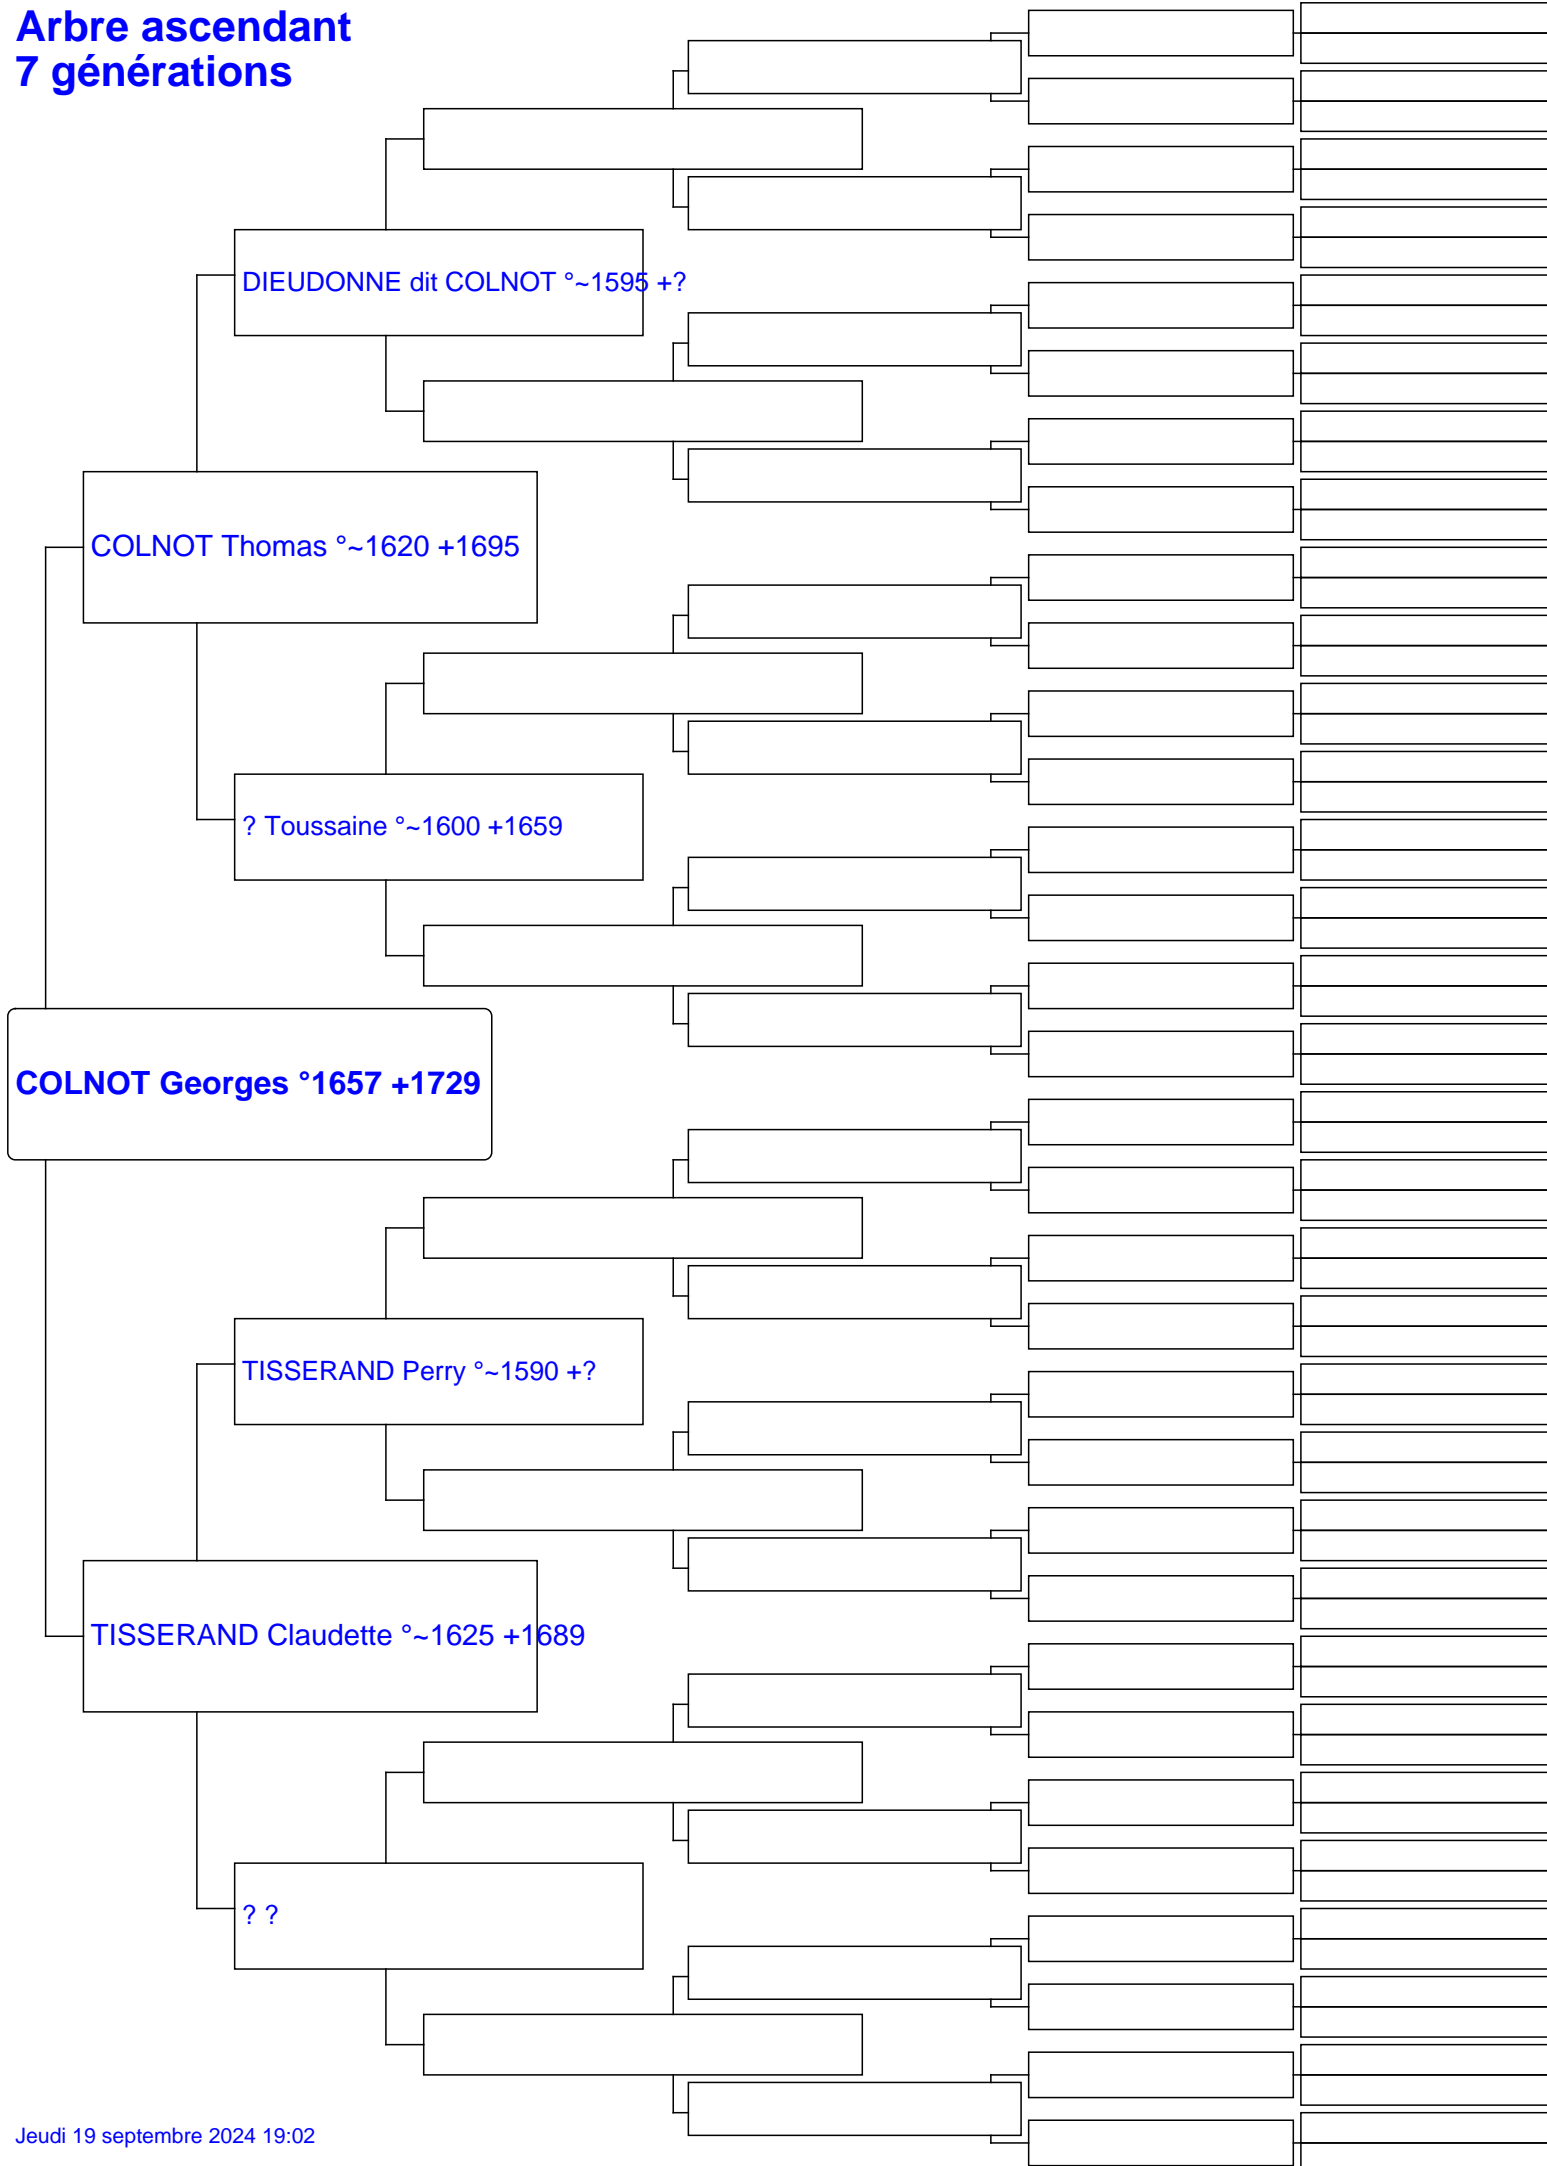 Arbre ascendant
7 générations
DIEUDONNE dit COLNOT °~1595 +?
COLNOT Thomas °~1620 +1695
? Toussaine °~1600 +1659
COLNOT Georges °1657 +1729
TISSERAND Perry °~1590 +?
TISSERAND Claudette °~1625 +1689
? ?
Jeudi 19 septembre 2024 19:02